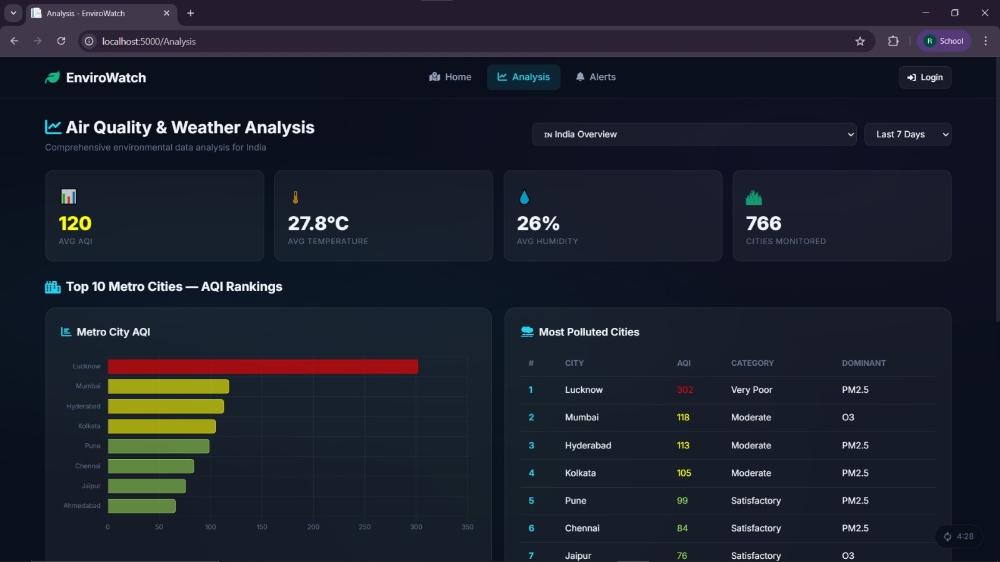 Analysis - EnviroWatch
localhost:5000/Analysis
R School
EnviroWatch
Home
Analysis
Alerts
Login
Air Quality & Weather Analysis
Comprehensive environmental data analysis for India
IN India Overview
Last 7 Days
120
AVG AQI
27.8°C
AVG TEMPERATURE
26%
AVG HUMIDITY
766
CITIES MONITORED
Top 10 Metro Cities — AQI Rankings
Metro City AQI
Lucknow
Mumbai
Hyderabad
Kolkata
Pune
Chennai
Jaipur
Ahmedabad
0 50 100 150 200 250 300 350
Most Polluted Cities
# CITY AQI CATEGORY DOMINANT
1 Lucknow 302 Very Poor PM2.5
2 Mumbai 118 Moderate O3
3 Hyderabad 113 Moderate PM2.5
4 Kolkata 105 Moderate PM2.5
5 Pune 99 Satisfactory PM2.5
6 Chennai 84 Satisfactory PM2.5
7 Jaipur 76 Satisfactory O3
4:28